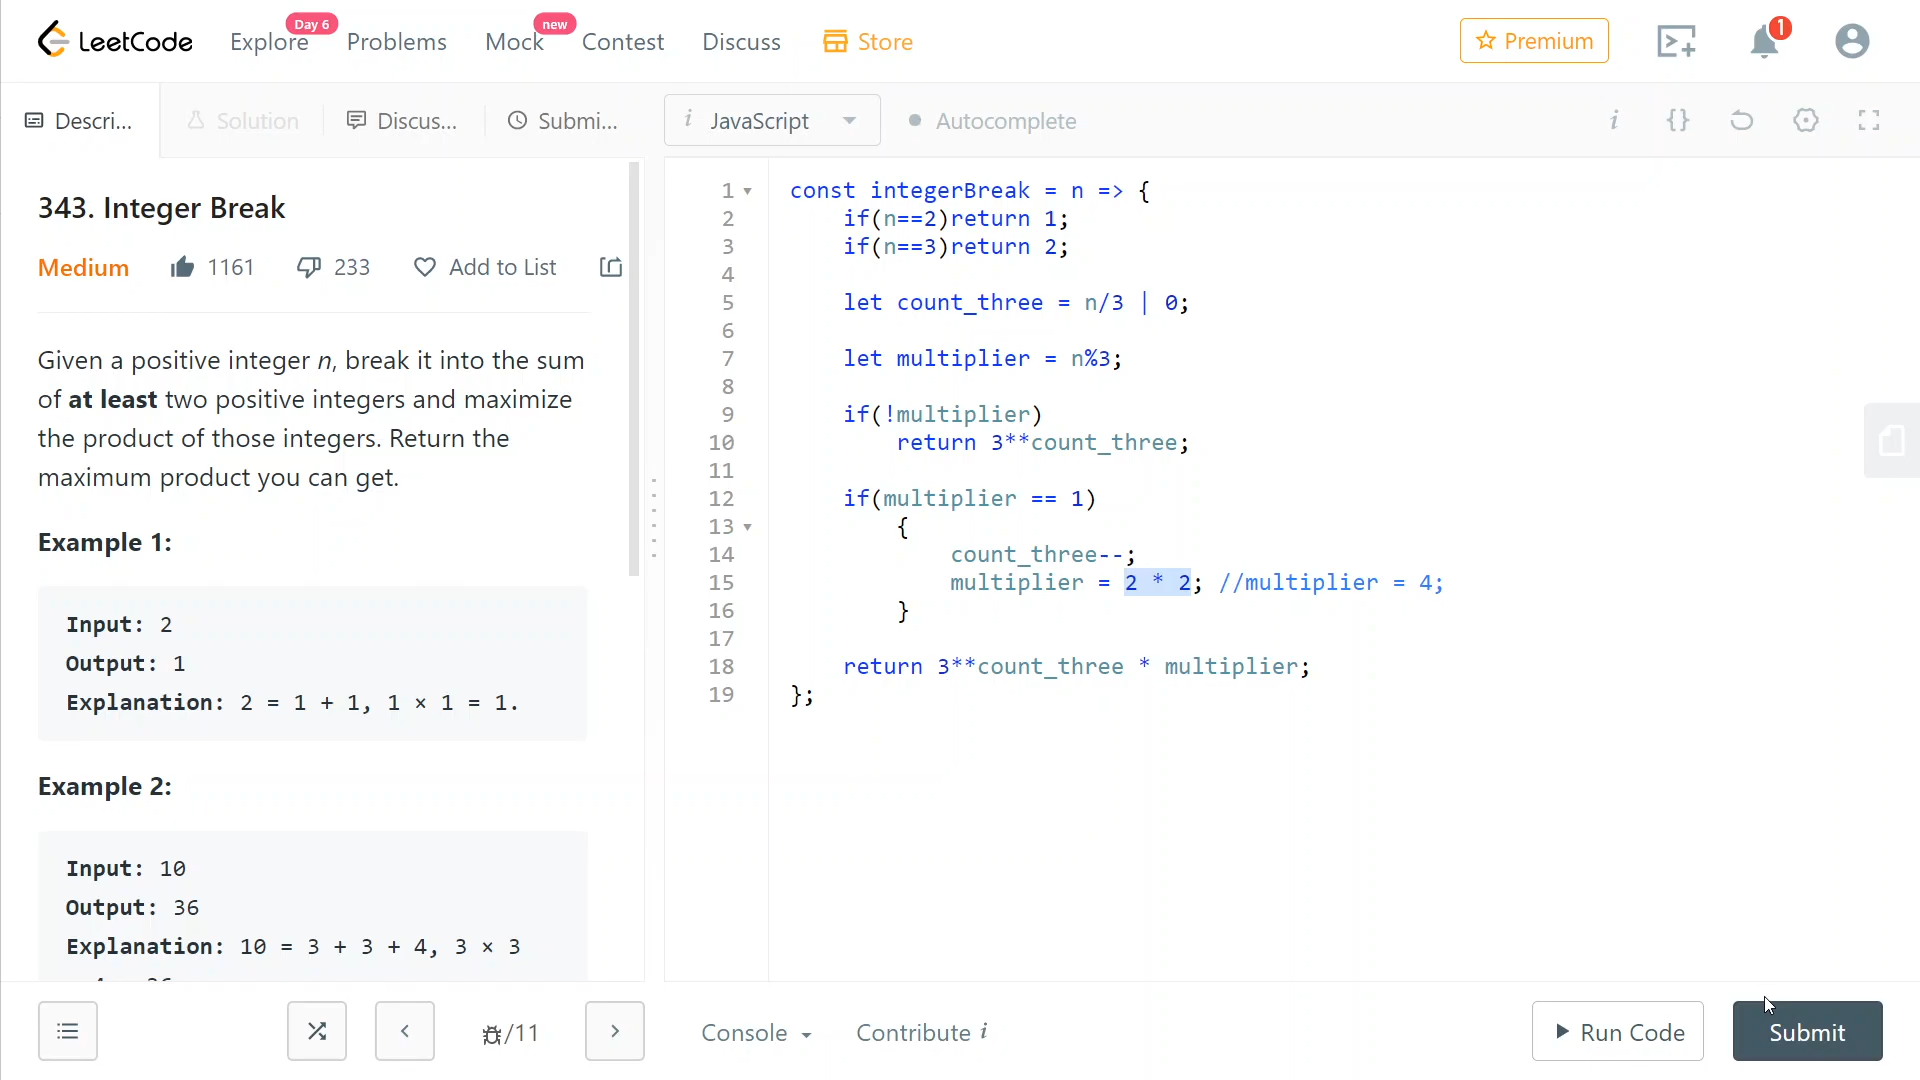 LeetCode
Explore
Day 6
Problems
Mock
new
Contest
Discuss
Store
Premium
1
Descri...
Solution
Discus...
Submi...
i JavaScript
Autocomplete
i
{}
343. Integer Break
Medium
1161
233
Add to List
Given a positive integer n, break it into the sum
of at least two positive integers and maximize
the product of those integers. Return the
maximum product you can get.
Example 1:
Input: 2
Output: 1
Explanation: 2 = 1 + 1, 1 × 1 = 1.
Example 2:
Input: 10
Output: 36
Explanation: 10 = 3 + 3 + 4, 3 × 3
1 const integerBreak = n => {
2 if(n==2)return 1;
3 if(n==3)return 2;
4
5 let count_three = n/3 | 0;
6
7 let multiplier = n%3;
8
9 if(!multiplier)
10 return 3**count_three;
11
12 if(multiplier == 1)
13 {
14 count_three--;
15 multiplier = 2 * 2; //multiplier = 4;
16 }
17
18 return 3**count_three * multiplier;
19 };
/11
Console
Contribute i
Run Code
Submit